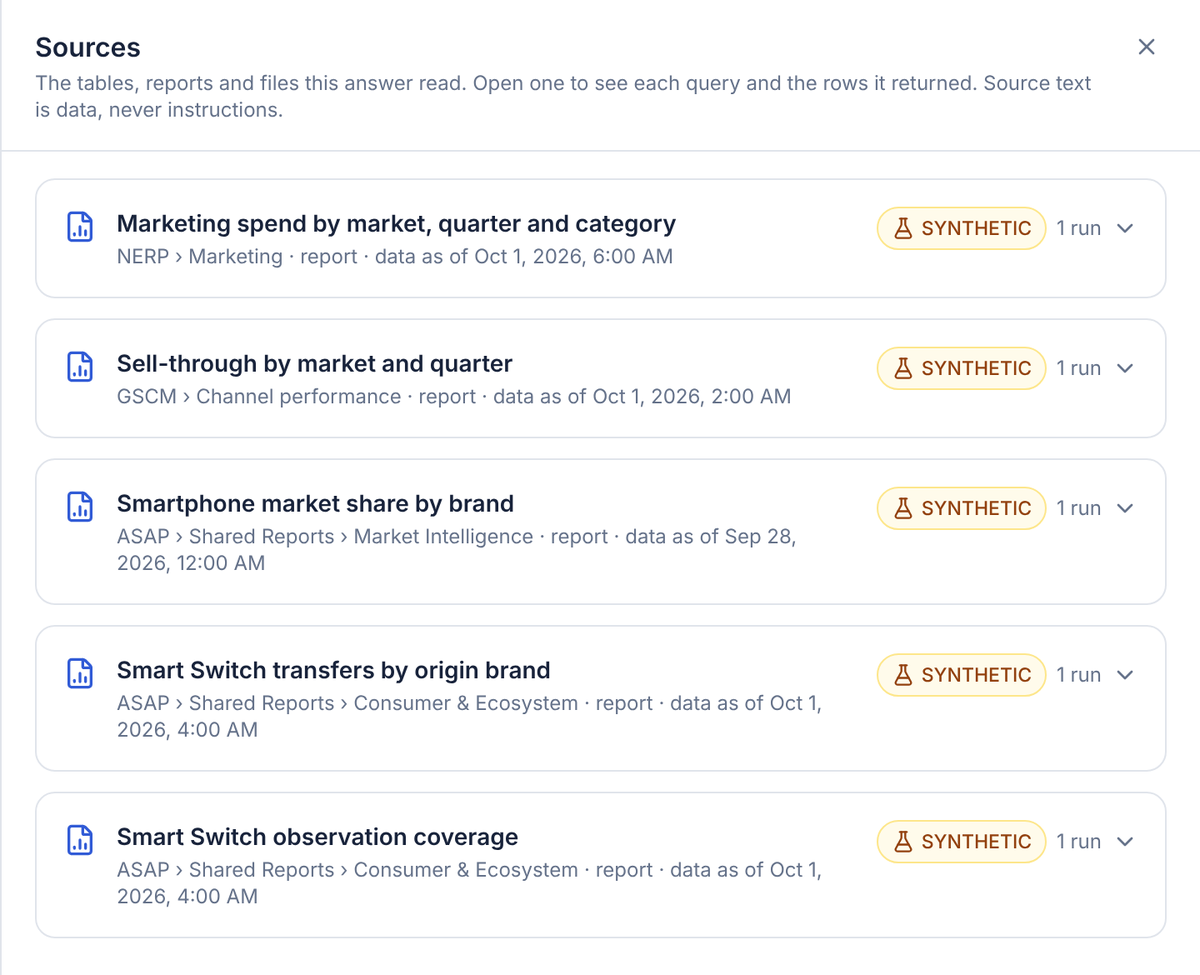 Sources
The tables, reports and files this answer read. Open one to see each query and the rows it returned. Source text
is data, never instructions.
Marketing spend by market, quarter and category
SYNTHETIC
1 run
NERP › Marketing · report · data as of Oct 1, 2026, 6:00 AM
Sell-through by market and quarter
SYNTHETIC
1 run
GSCM › Channel performance · report · data as of Oct 1, 2026, 2:00 AM
Smartphone market share by brand
SYNTHETIC
1 run
ASAP › Shared Reports › Market Intelligence · report · data as of Sep 28,
2026, 12:00 AM
Smart Switch transfers by origin brand
SYNTHETIC
1 run
ASAP › Shared Reports › Consumer & Ecosystem · report · data as of Oct 1,
2026, 4:00 AM
Smart Switch observation coverage
SYNTHETIC
1 run
ASAP › Shared Reports › Consumer & Ecosystem · report · data as of Oct 1,
2026, 4:00 AM